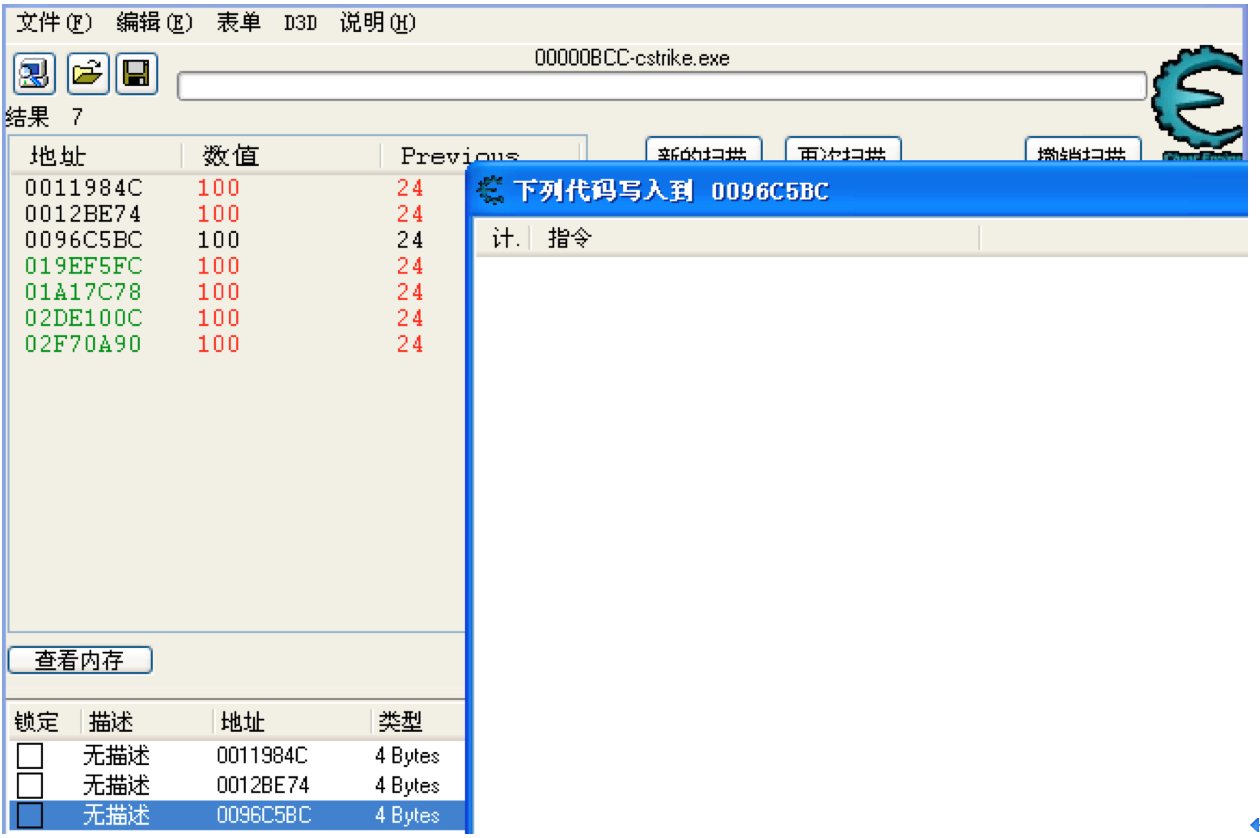 文件(F) 编辑(E) 表单 D3D 说明(H)
00000BCC-cstrike.exe
结果 7
地址 数值 Previous
新的扫描 再次扫描 撤销扫描
0011984C 100 24
0012BE74 100 24
0096C5BC 100 24
019EF5FC 100 24
01A17C78 100 24
02DE100C 100 24
02F70A90 100 24
下列代码写入到 0096C5BC
计. 指令
查看内存
锁定 描述 地址 类型
无描述 0011984C 4 Bytes
无描述 0012BE74 4 Bytes
无描述 0096C5BC 4 Bytes